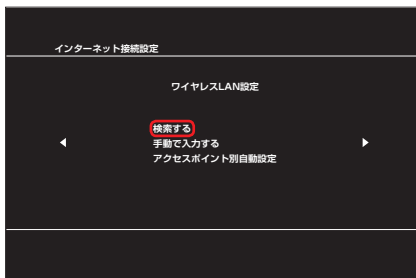 インターネット接続設定
ワイヤレスLAN設定
検索する
手動で入力する
アクセスポイント別自動設定